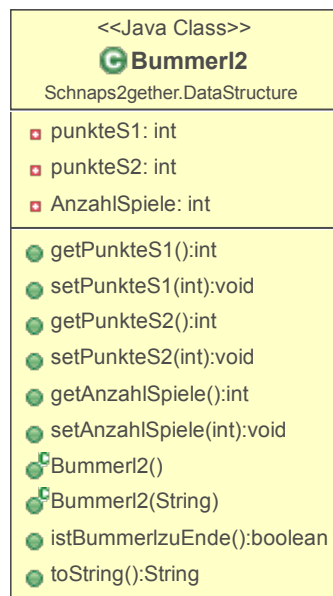 <<Java Class>>
C Bummerl2
Schnaps2gether.DataStructure
punkteS1: int
punkteS2: int
AnzahlSpiele: int
getPunkteS1():int
setPunkteS1(int):void
getPunkteS2():int
setPunkteS2(int):void
getAnzahlSpiele():int
setAnzahlSpiele(int):void
C Bummerl2()
C Bummerl2(String)
istBummerlzuEnde():boolean
toString():String